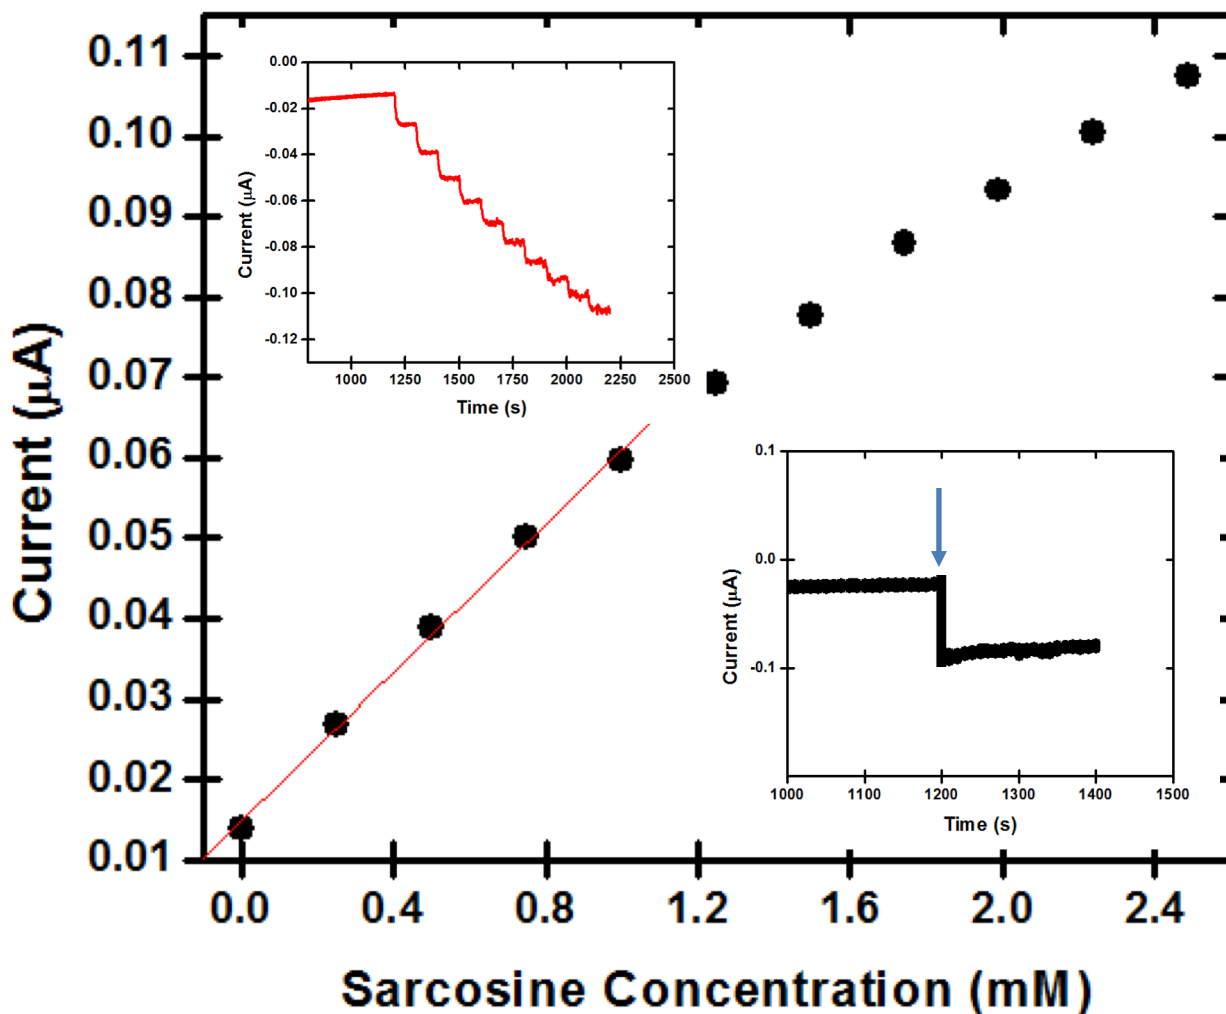 0.11
0.10
0.09
0.08
0.07
0.06
0.05
0.04
0.03
0.02
0.01
Current (μA)
0.0 0.4 0.8 1.2 1.6 2.0 2.4
Sarcosine Concentration (mM)
0.00
-0.02
-0.04
-0.06
-0.08
-0.10
-0.12
Current (μA)
1000 1250 1500 1750 2000 2250 2500
Time (s)
0.1
0.0
-0.1
Current (μA)
1000 1100 1200 1300 1400 1500
Time (s)